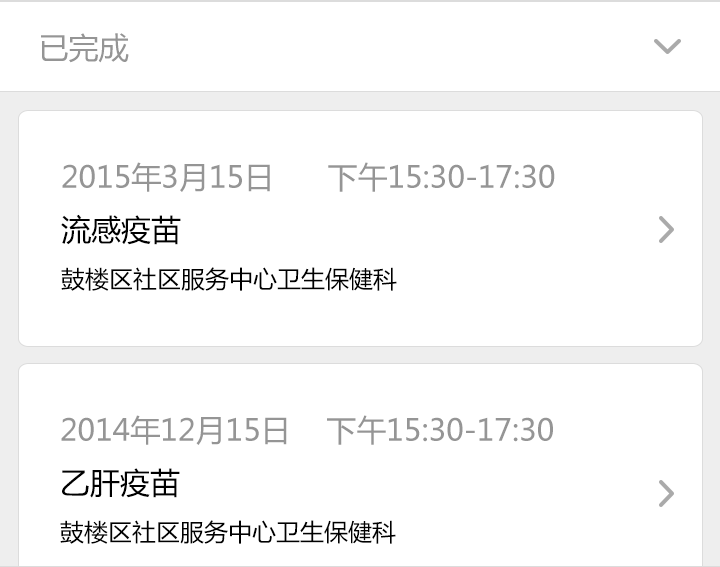 已完成
2015年3月15日 下午15:30-17:30
流感疫苗
鼓楼区社区服务中心卫生保健科
2014年12月15日 下午15:30-17:30
乙肝疫苗
鼓楼区社区服务中心卫生保健科